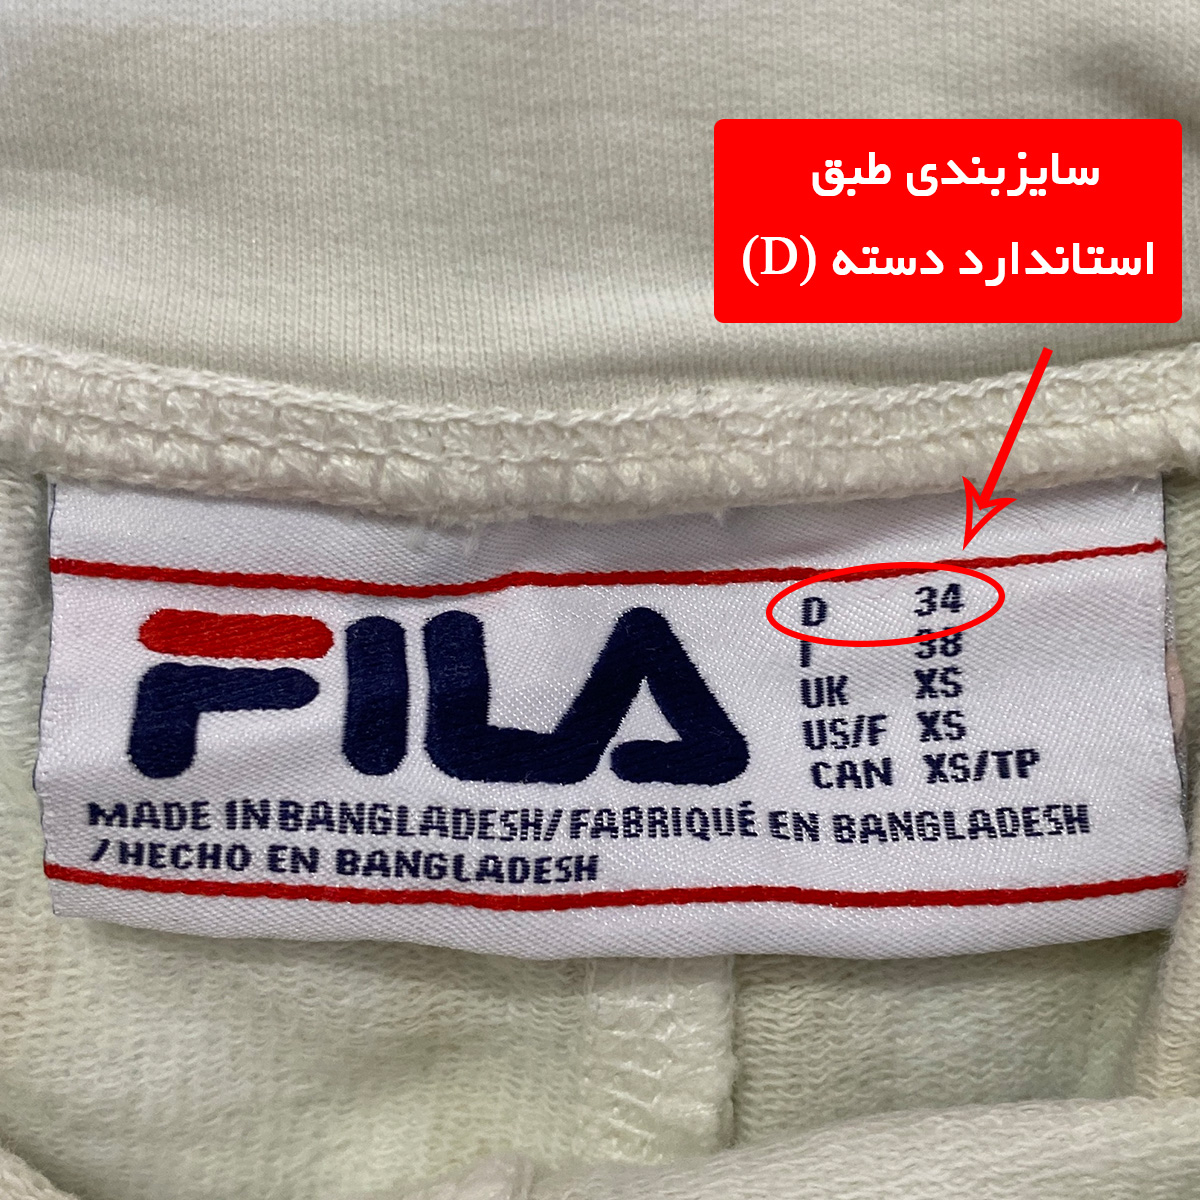 سایزبندی طبق
استاندارد دسته (D)
FILA
D 34
I 38
UK XS
US/F XS
CAN XS/TP
MADE IN BANGLADESH/FABRIQUÉ EN BANGLADESH
/HECHO EN BANGLADESH